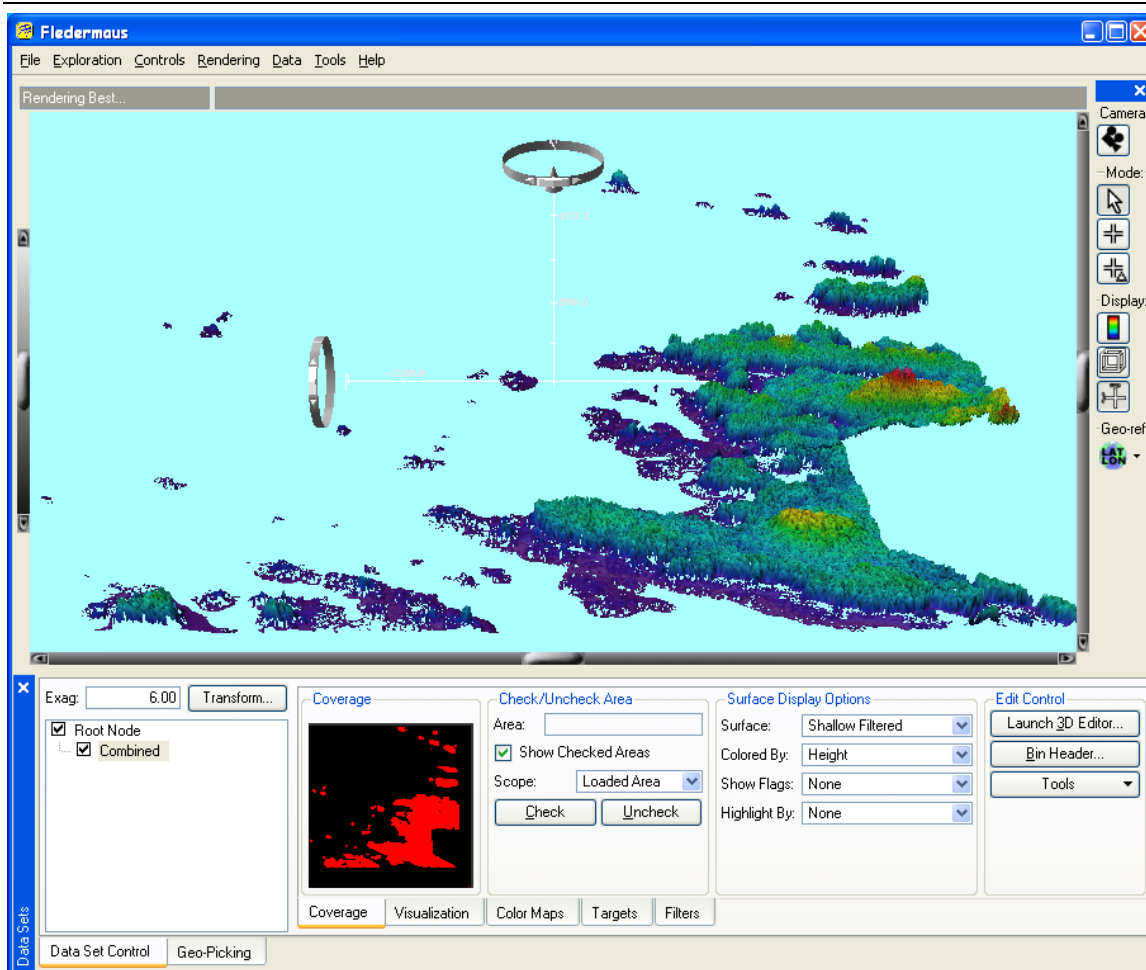 Fledermaus
File Exploration Controls Rendering Data Tools Help
Rendering Best...
Camera
Mode:
Display:
Geo-ref
LAT
LON
Exag: 6.00 Transform...
Root Node
Combined
Coverage
Check/Uncheck Area
Area:
Show Checked Areas
Scope: Loaded Area
Check Uncheck
Surface Display Options
Surface: Shallow Filtered
Colored By: Height
Show Flags: None
Highlight By: None
Edit Control
Launch 3D Editor...
Bin Header...
Tools
Coverage Visualization Color Maps Targets Filters
Data Set Control Geo-Picking
Data Sets